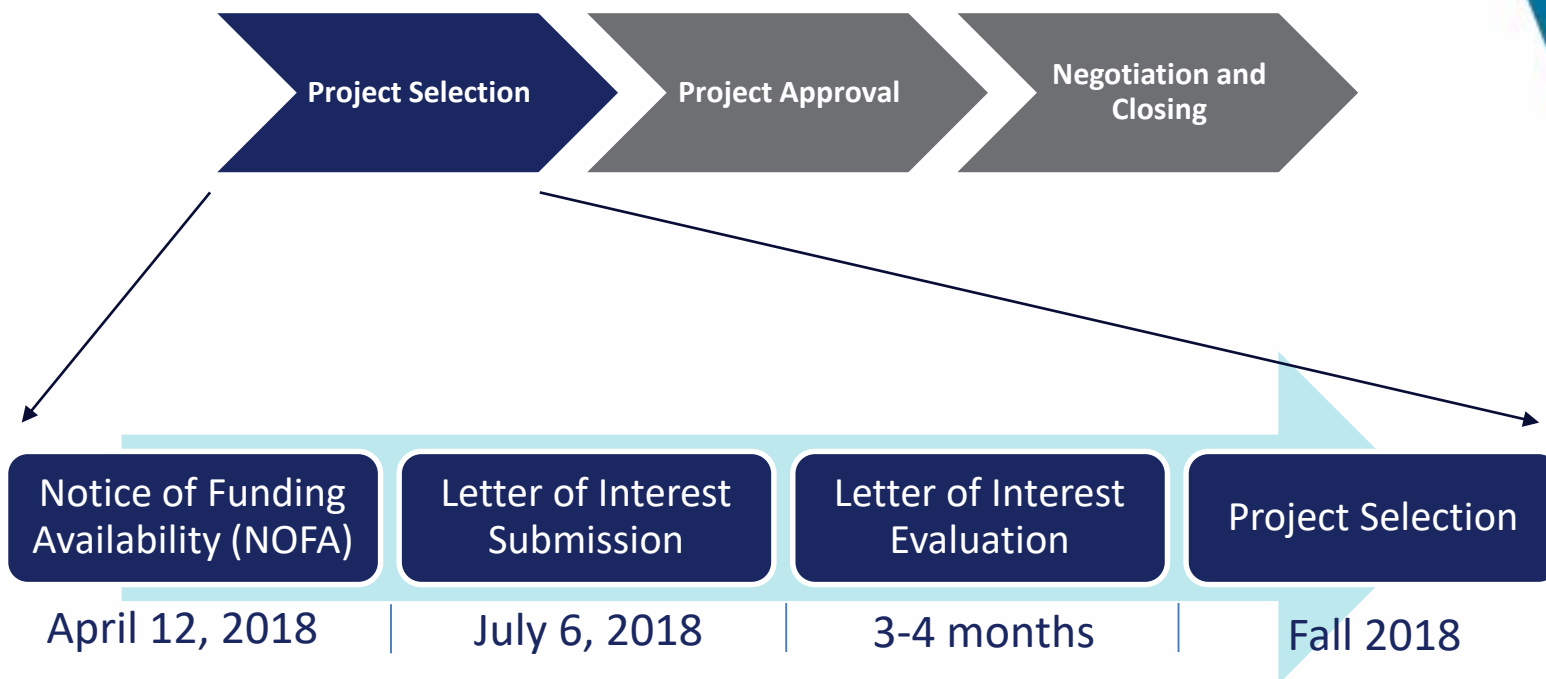 Project Selection
Project Approval
Negotiation and
Closing
Notice of Funding
Availability (NOFA)
Letter of Interest
Submission
Letter of Interest
Evaluation
Project Selection
April 12, 2018
July 6, 2018
3-4 months
Fall 2018